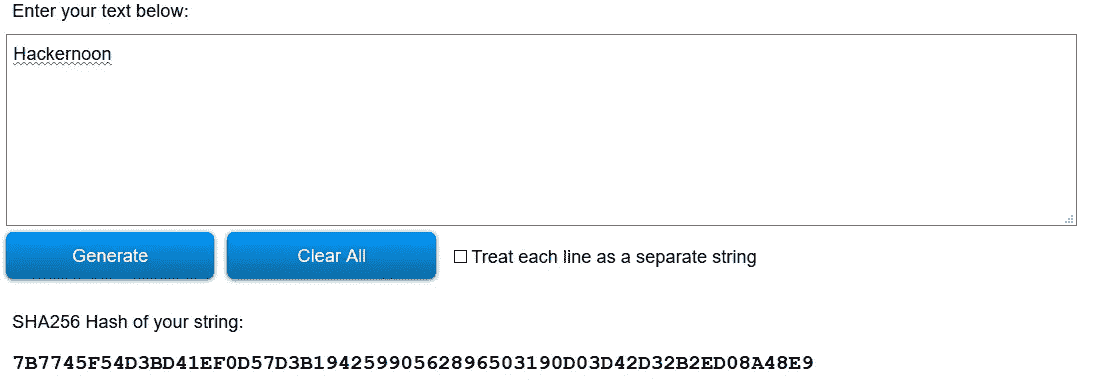 Enter your text below:
Hackernoon
Generate
Clear All
Treat each line as a separate string
SHA256 Hash of your string:
7B7745F54D3BD41EF0D57D3B19425990562896503190D03D42D32B2ED08A48E9